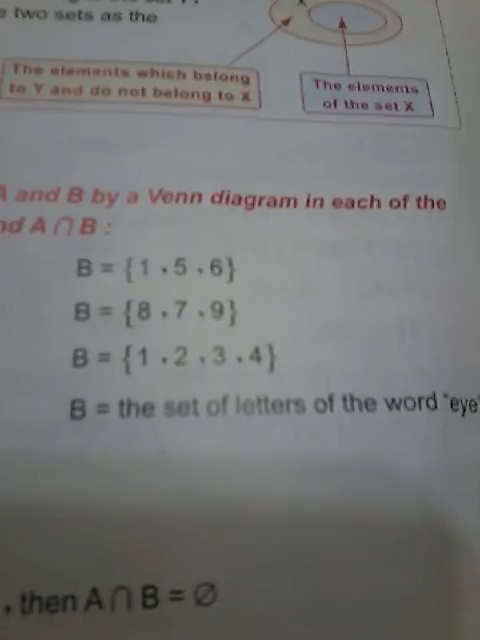 two sets as the
X
The elements which belong
to Y and do not belong to X
The elements
of the set X
A and B by a Venn diagram in each of the
A ∩ B :
B = {1 , 5 , 6}
B = {8 , 7 , 9}
B = {1 , 2 , 3 , 4}
B = the set of letters of the word "eye"
, then A ∩ B = ∅